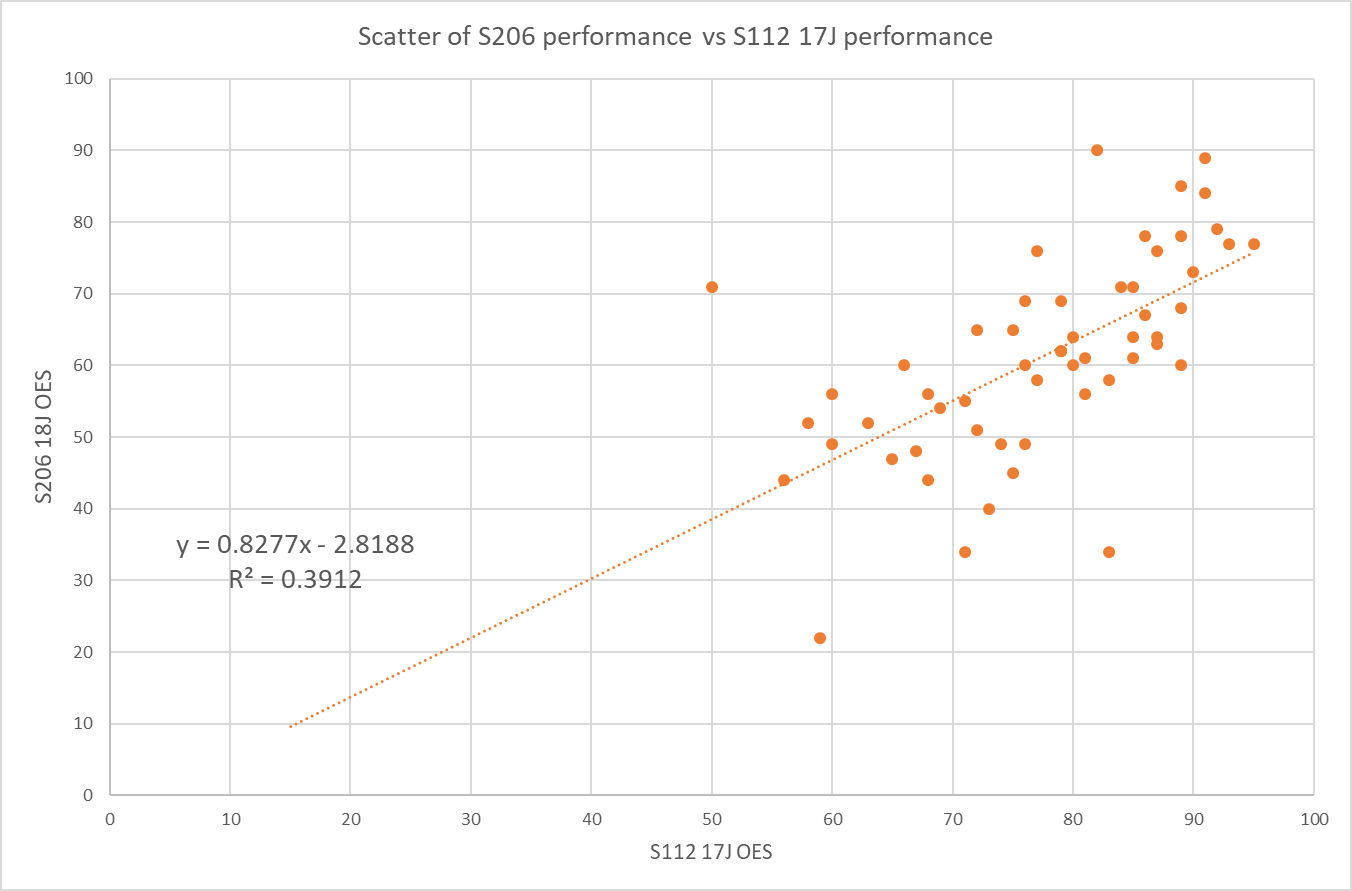 Scatter of S206 performance vs S112 17J performance
100
90
80
70
60
50
40
30
20
10
0
S206 18J OES
y = 0.8277x - 2.8188
R² = 0.3912
0 10 20 30 40 50 60 70 80 90 100
S112 17J OES